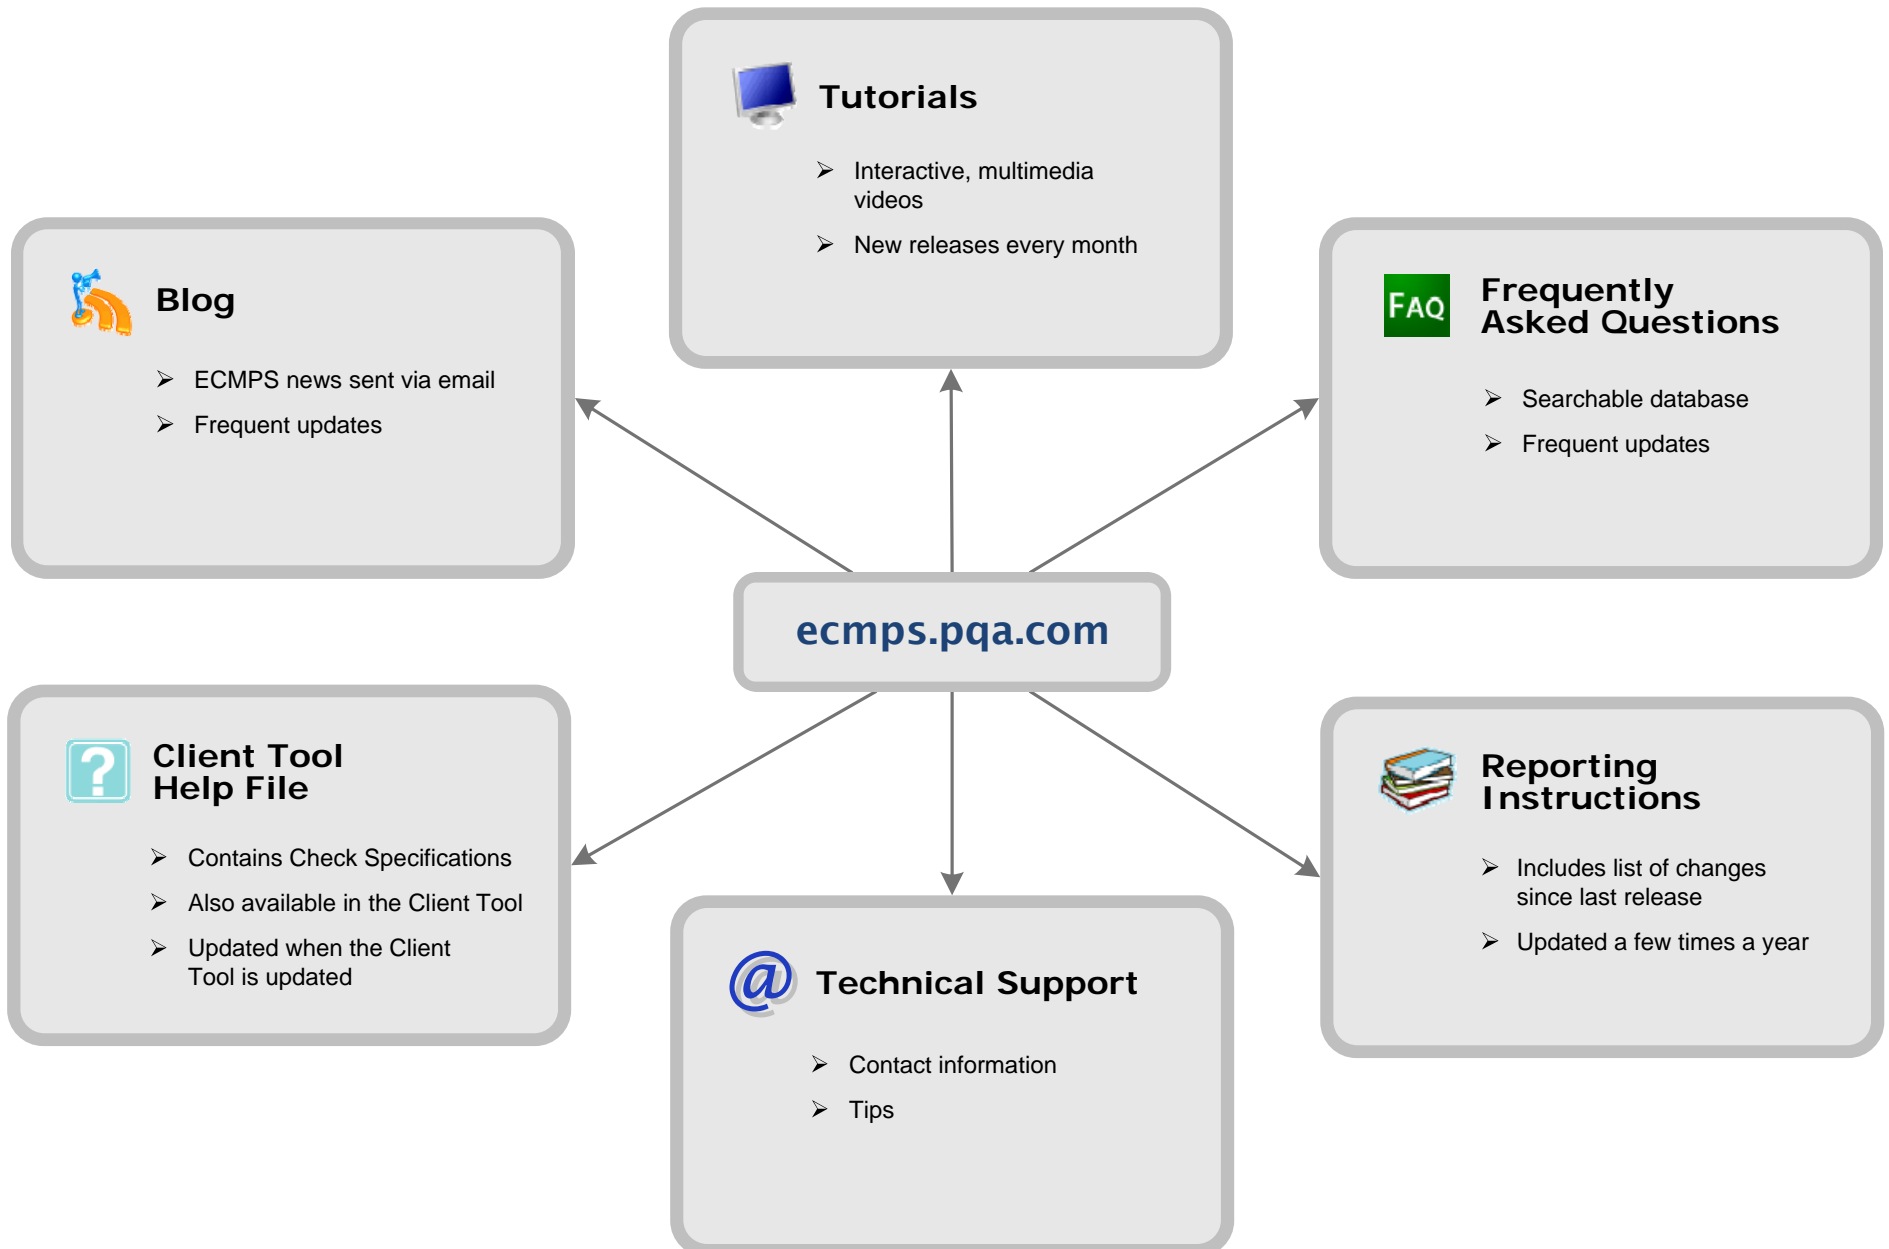 Tutorials
Interactive, multimedia
videos
New releases every month
Blog
ECMPS news sent via email
Frequent updates
FAQ
Frequently
Asked Questions
Searchable database
Frequent updates
ecmps.pqa.com
?
Client Tool
Help File
Contains Check Specifications
Also available in the Client Tool
Updated when the Client
Tool is updated
@
Technical Support
Contact information
Tips
Reporting
Instructions
Includes list of changes
since last release
Updated a few times a year